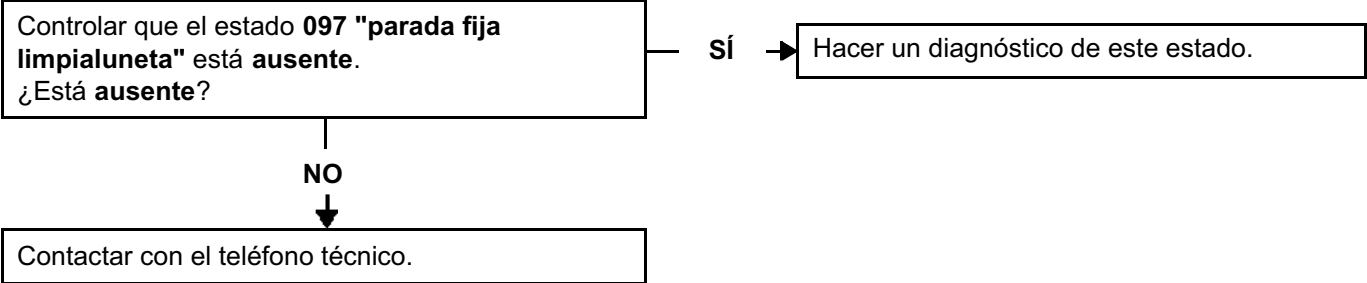 Controlar que el estado 097 "parada fija
limpialuneta" está ausente.
¿Está ausente?
SÍ
Hacer un diagnóstico de este estado.
NO
Contactar con el teléfono técnico.